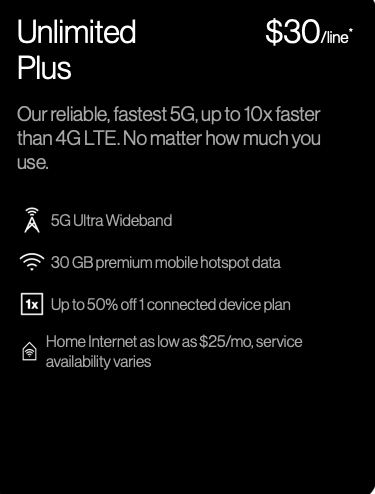 Unlimited $30/line*
Plus
Our reliable, fastest 5G, up to 10x faster
than 4G LTE. No matter how much you
use.
5G Ultra Wideband
30 GB premium mobile hotspot data
1x Up to 50% off 1 connected device plan
Home Internet as low as $25/mo, service
availability varies